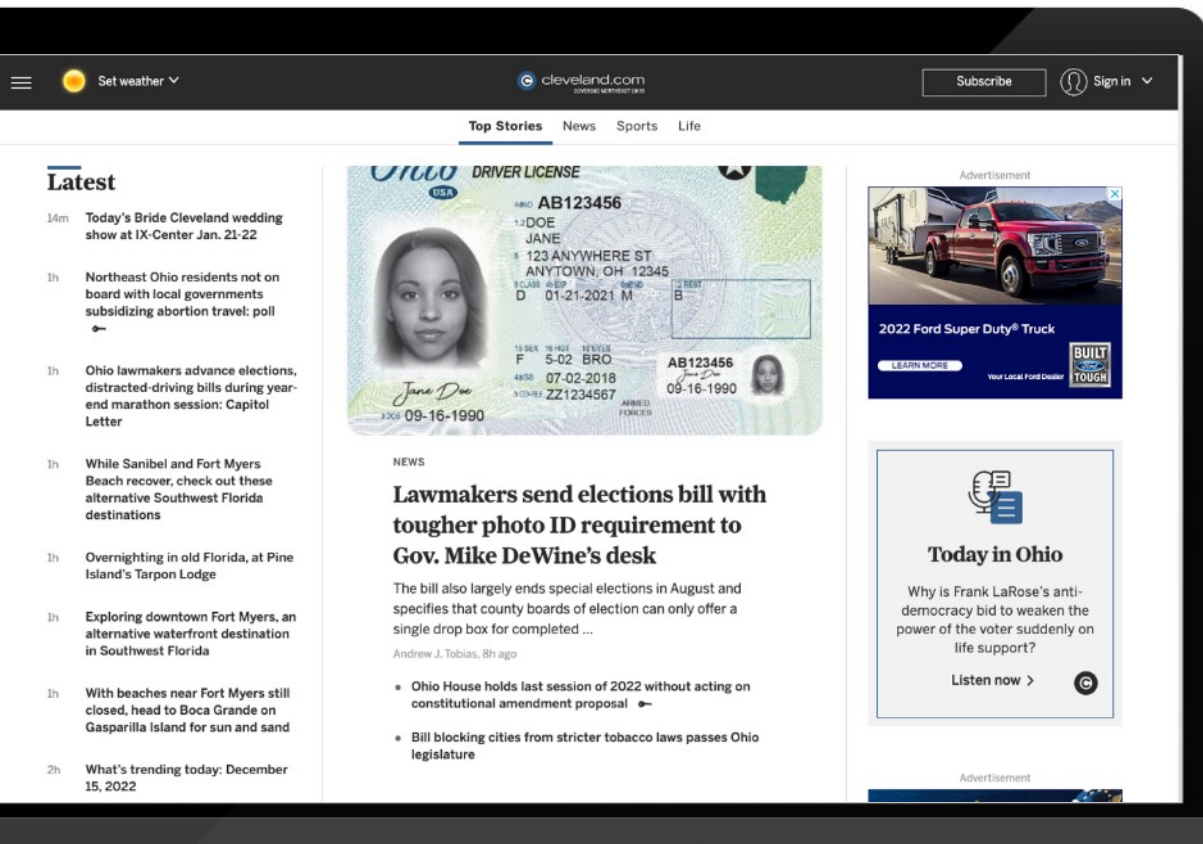 Set weather
cleveland.com
COVERING NORTHEAST OHIO
Subscribe
Sign in
Top Stories
News
Sports
Life
Latest
14m
Today's Bride Cleveland wedding
show at IX-Center Jan. 21-22
1h
Northeast Ohio residents not on
board with local governments
subsidizing abortion travel: poll
1h
Ohio lawmakers advance elections,
distracted-driving bills during year-
end marathon session: Capitol
Letter
1h
While Sanibel and Fort Myers
Beach recover, check out these
alternative Southwest Florida
destinations
1h
Overnighting in old Florida, at Pine
Island's Tarpon Lodge
1h
Exploring downtown Fort Myers, an
alternative waterfront destination
in Southwest Florida
1h
With beaches near Fort Myers still
closed, head to Boca Grande on
Gasparilla Island for sun and sand
2h
What's trending today: December
15, 2022
Ohio
USA
DRIVER LICENSE
AB123456
DOE
JANE
123 ANYWHERE ST
ANYTOWN, OH 12345
D 01-21-2021 M B
F 5-02 BRO
07-02-2018
ZZ1234567
ARMED
FORCES
Jane Doe
09-16-1990
AB123456
Jane Doe
09-16-1990
NEWS
Lawmakers send elections bill with
tougher photo ID requirement to
Gov. Mike DeWine's desk
The bill also largely ends special elections in August and
specifies that county boards of election can only offer a
single drop box for completed ...
Andrew J. Tobias, 8h ago
Ohio House holds last session of 2022 without acting on
constitutional amendment proposal
Bill blocking cities from stricter tobacco laws passes Ohio
legislature
Advertisement
2022 Ford Super Duty® Truck
LEARN MORE
Your Local Ford Dealer
BUILT
Ford
TOUGH
Today in Ohio
Why is Frank LaRose's anti-
democracy bid to weaken the
power of the voter suddenly on
life support?
Listen now >
Advertisement